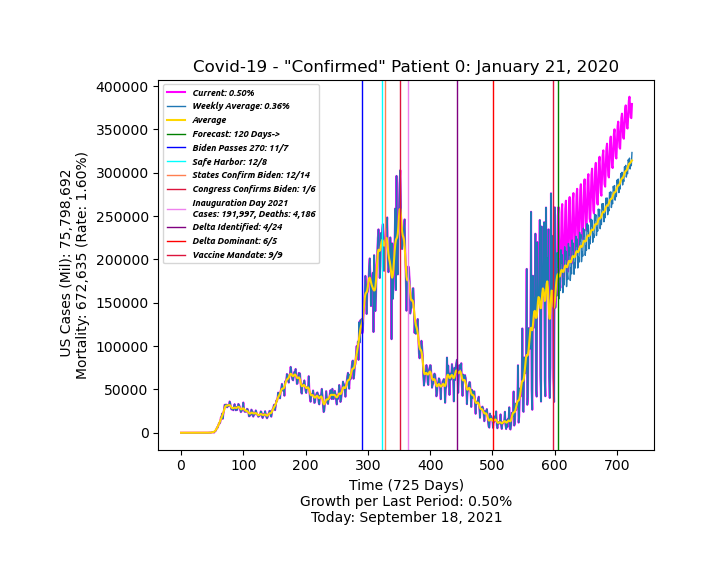 Covid-19 - "Confirmed" Patient 0: January 21, 2020
US Cases (Mil): 75,798,692
Mortality: 672,635 (Rate: 1.60%)
400000
350000
300000
250000
200000
150000
100000
50000
0
Current: 0.50%
Weekly Average: 0.36%
Average
Forecast: 120 Days->
Biden Passes 270: 11/7
Safe Harbor: 12/8
States Confirm Biden: 12/14
Congress Confirms Biden: 1/6
Inauguration Day 2021
Cases: 191,997, Deaths: 4,186
Delta Identified: 4/24
Delta Dominant: 6/5
Vaccine Mandate: 9/9
0 100 200 300 400 500 600 700
Time (725 Days)
Growth per Last Period: 0.50%
Today: September 18, 2021